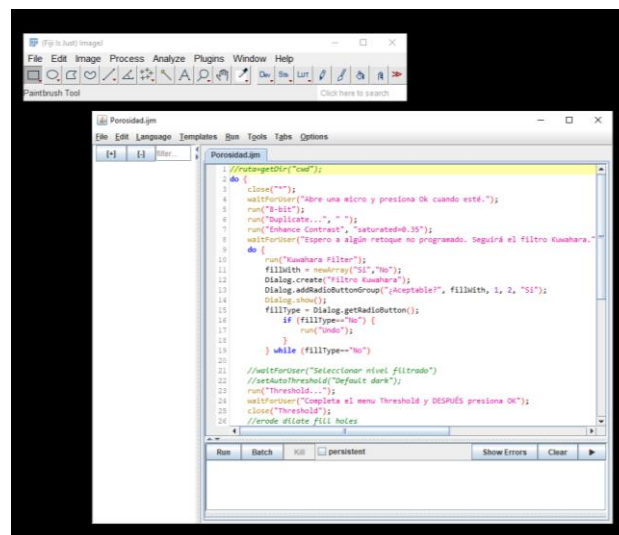 (Fiji Is Just) ImageJ
File Edit Image Process Analyze Plugins Window Help
A Dev Stk LUT
Paintbrush Tool Click here to search
Porosidad.ijm
File Edit Language Templates Run Tools Tabs Options
[+] [-] filter... Porosidad.ijm
1 //ruta=getDir("cwd");
2 do {
3 close("*");
4 waitForUser("Abre una micro y presiona Ok cuando esté.");
5 run("8-bit");
6 run("Duplicate...", " ");
7 run("Enhance Contrast", "saturated=0.35");
8 waitForUser("Espero a algún retoque no programado. Seguirá el filtro Kuwahara."
9 do {
10 run("Kuwahara Filter");
11 fillWith = newArray("Si","No");
12 Dialog.create("Filtro Kuwahara");
13 Dialog.addRadioButtonGroup("¿Aceptable?", fillWith, 1, 2, "Si");
14 Dialog.show();
15 fillType = Dialog.getRadioButton();
16 if (fillType=="No") {
17 run("Undo");
18 }
19 } while (fillType=="No")
20
21 //waitForUser("Seleccionar nivel filtrado")
22 //setAutoThreshold("Default dark");
23 run("Threshold...");
24 waitForUser("Completa el menu Threshold y DESPUÉS presiona OK");
25 close("Threshold");
26 //erode dilate fill holes
Run Batch Kill persistent Show Errors Clear